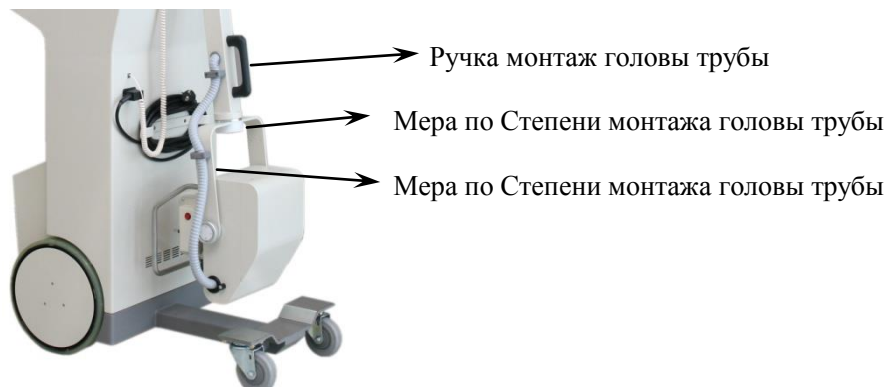 Ручка монтаж головы трубы
Мера по Степени монтажа головы трубы
Мера по Степени монтажа головы трубы